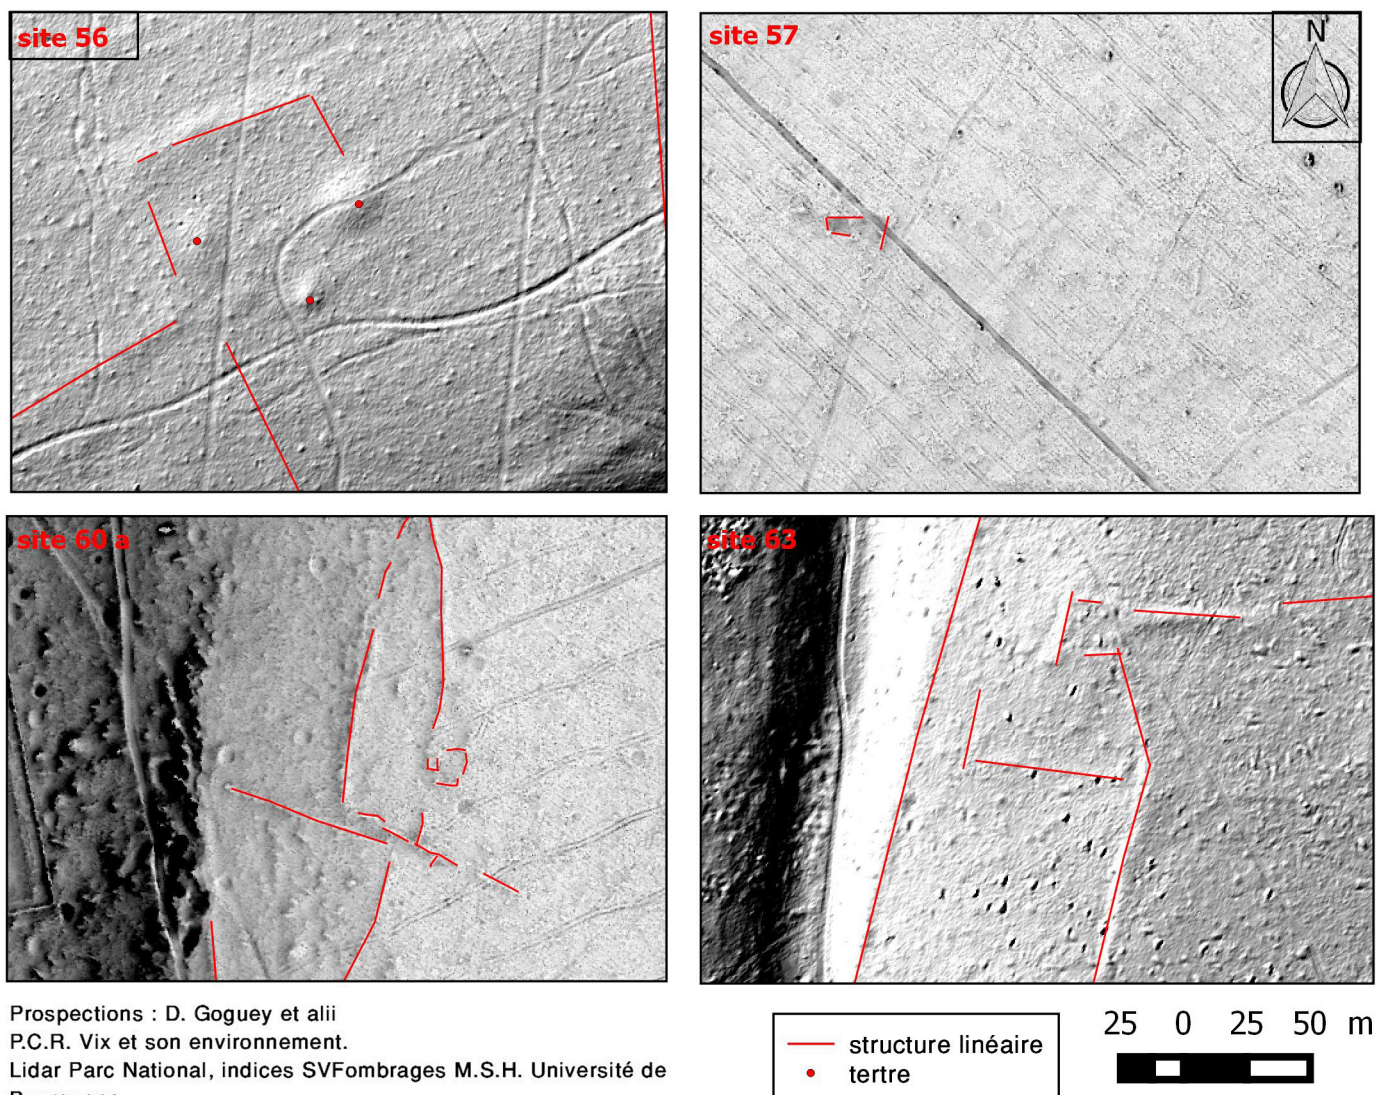 site 56
site 57
N
site 60 a
site 63
Prospections : D. Goguey et alii
P.C.R. Vix et son environnement.
Lidar Parc National, indices SVFombrages M.S.H. Université de
structure linéaire
tertre
25 0 25 50 m